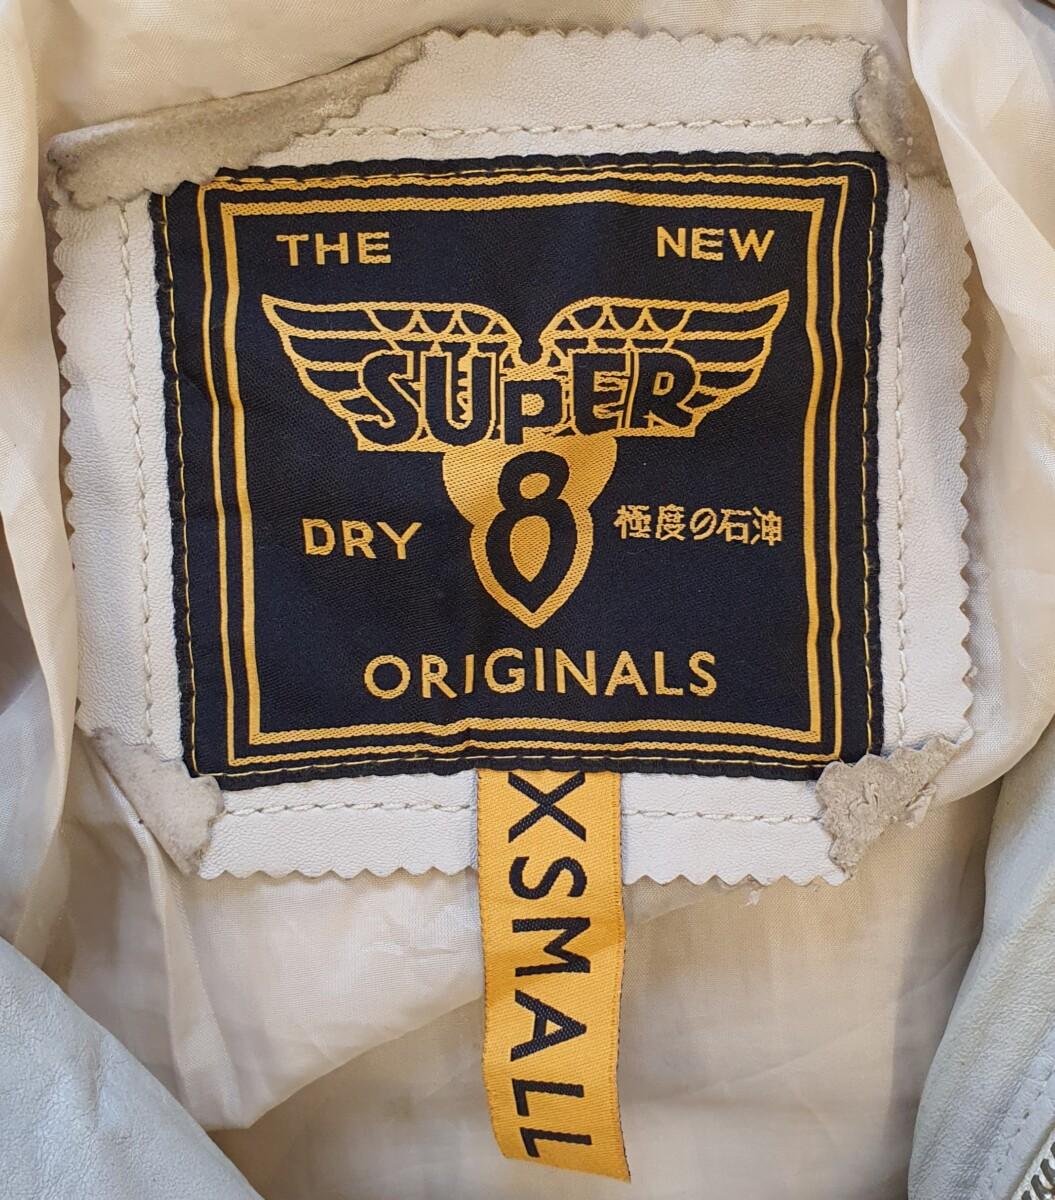 THE NEW
SUPER
8
DRY 極度の石油
ORIGINALS
XSMALL